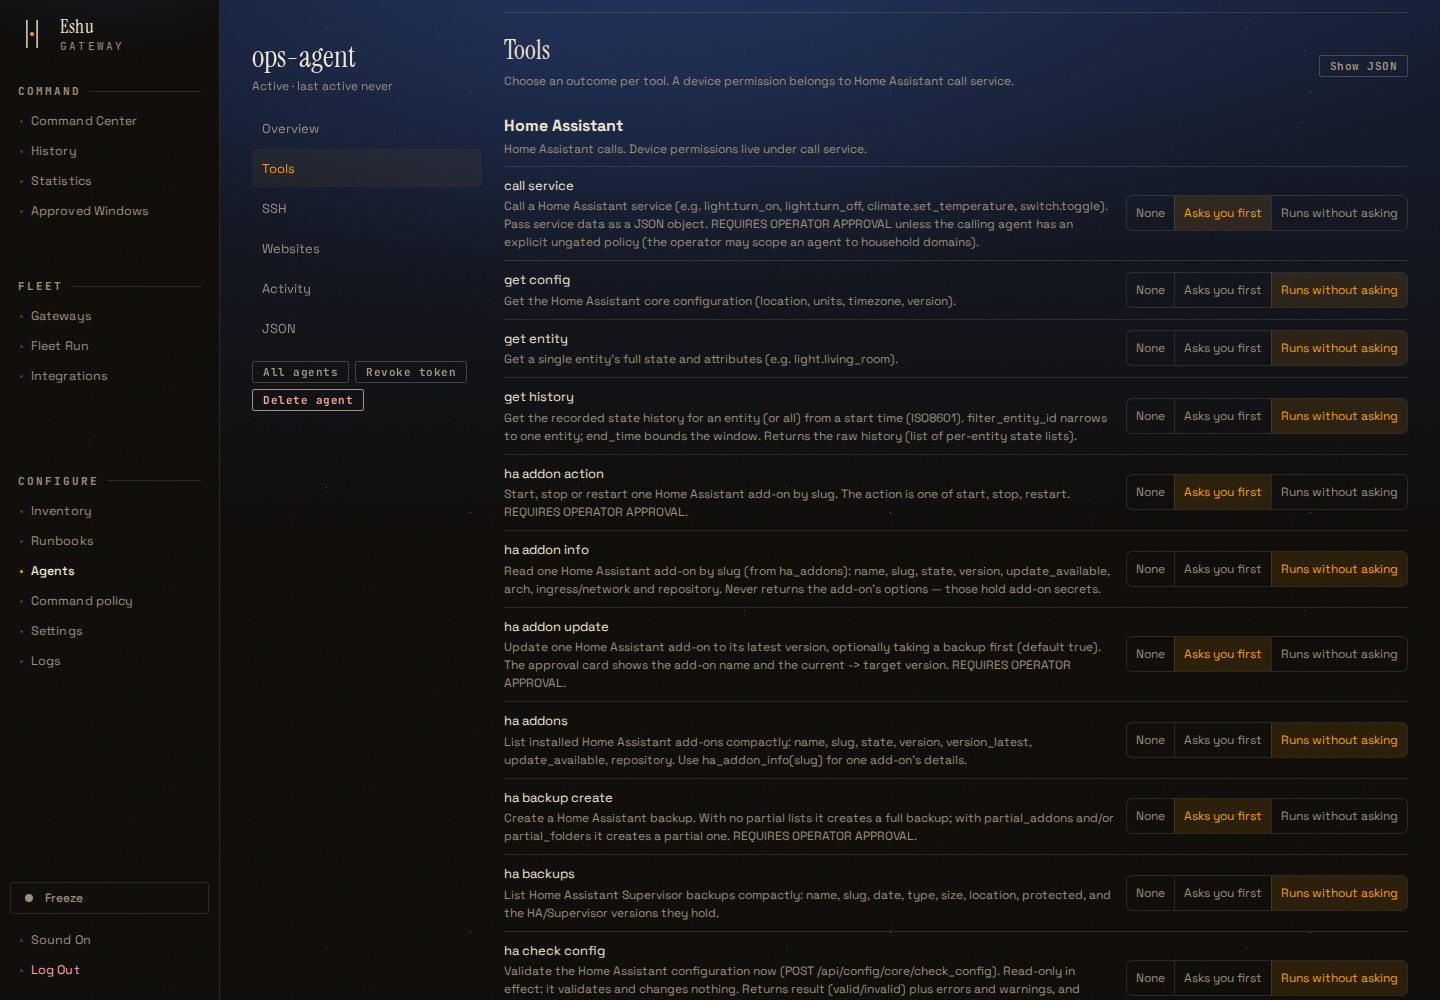 Eshu
GATEWAY
COMMAND
Command Center
History
Statistics
Approved Windows
FLEET
Gateways
Fleet Run
Integrations
CONFIGURE
Inventory
Runbooks
Agents
Command policy
Settings
Logs
Freeze
Sound On
Log Out
ops-agent
Active · last active never
Overview
Tools
SSH
Websites
Activity
JSON
All agents
Revoke token
Delete agent
Tools
Choose an outcome per tool. A device permission belongs to Home Assistant call service.
Show JSON
Home Assistant
Home Assistant calls. Device permissions live under call service.
call service
Call a Home Assistant service (e.g. light.turn_on, light.turn_off, climate.set_temperature, switch.toggle).
Pass service data as a JSON object. REQUIRES OPERATOR APPROVAL unless the calling agent has an
explicit ungated policy (the operator may scope an agent to household domains).
None Asks you first Runs without asking
get config
Get the Home Assistant core configuration (location, units, timezone, version).
None Asks you first Runs without asking
get entity
Get a single entity's full state and attributes (e.g. light.living_room).
None Asks you first Runs without asking
get history
Get the recorded state history for an entity (or all) from a start time (ISO8601). filter_entity_id narrows
to one entity; end_time bounds the window. Returns the raw history (list of per-entity state lists).
None Asks you first Runs without asking
ha addon action
Start, stop or restart one Home Assistant add-on by slug. The action is one of start, stop, restart.
REQUIRES OPERATOR APPROVAL.
None Asks you first Runs without asking
ha addon info
Read one Home Assistant add-on by slug (from ha_addons): name, slug, state, version, update_available,
arch, ingress/network and repository. Never returns the add-on's options — those hold add-on secrets.
None Asks you first Runs without asking
ha addon update
Update one Home Assistant add-on to its latest version, optionally taking a backup first (default true).
The approval card shows the add-on name and the current -> target version. REQUIRES OPERATOR
APPROVAL.
None Asks you first Runs without asking
ha addons
List installed Home Assistant add-ons compactly: name, slug, state, version, version_latest,
update_available, repository. Use ha_addon_info(slug) for one add-on's details.
None Asks you first Runs without asking
ha backup create
Create a Home Assistant backup. With no partial lists it creates a full backup; with partial_addons and/or
partial_folders it creates a partial one. REQUIRES OPERATOR APPROVAL.
None Asks you first Runs without asking
ha backups
List Home Assistant Supervisor backups compactly: name, slug, date, type, size, location, protected, and
the HA/Supervisor versions they hold.
None Asks you first Runs without asking
ha check config
Validate the Home Assistant configuration now (POST /api/config/core/check_config). Read-only in
effect: it validates and changes nothing. Returns result (valid/invalid) plus errors and warnings, and
None Asks you first Runs without asking